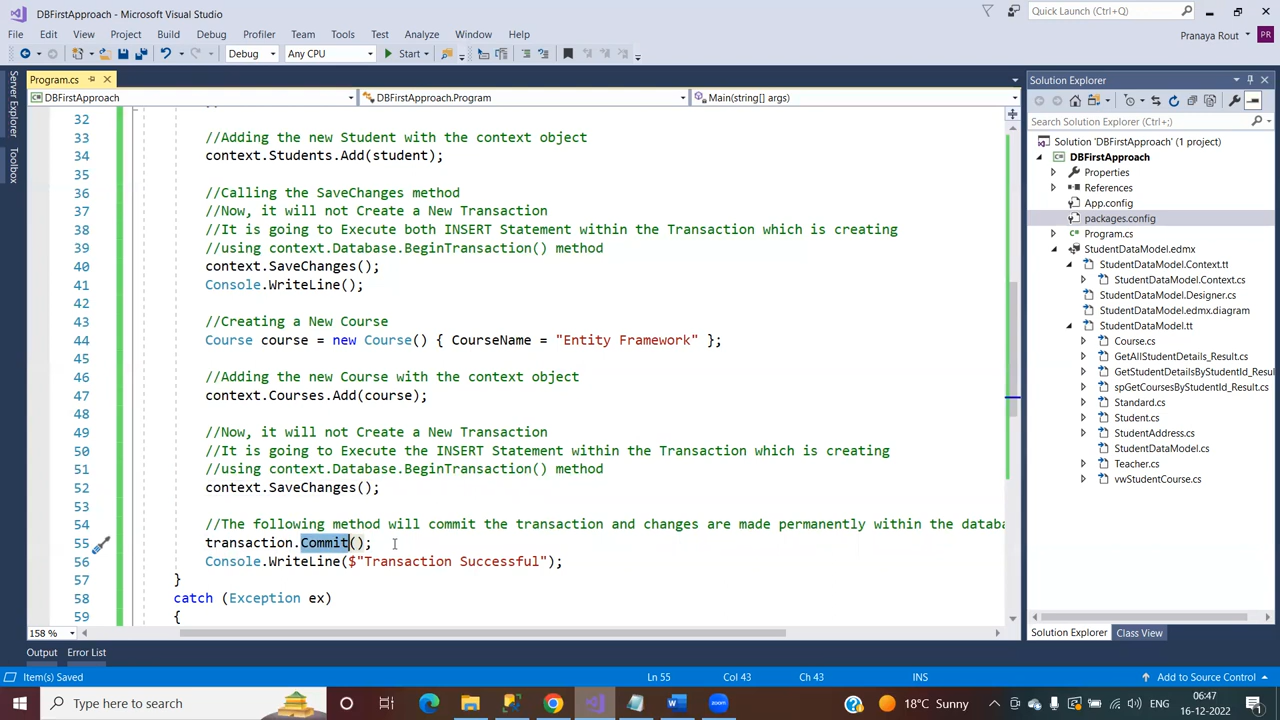 DBFirstApproach - Microsoft Visual Studio
Quick Launch (Ctrl+Q)
File Edit View Project Build Debug Profiler Team Tools Test Analyze Window Help
Pranaya Rout PR
Debug Any CPU Start
Server Explorer
Toolbox
Program.cs
DBFirstApproach DBFirstApproach.Program Main(string[] args)
32
33 //Adding the new Student with the context object
34 context.Students.Add(student);
35
36 //Calling the SaveChanges method
37 //Now, it will not Create a New Transaction
38 //It is going to Execute both INSERT Statement within the Transaction which is creating
39 //using context.Database.BeginTransaction() method
40 context.SaveChanges();
41 Console.WriteLine();
42
43 //Creating a New Course
44 Course course = new Course() { CourseName = "Entity Framework" };
45
46 //Adding the new Course with the context object
47 context.Courses.Add(course);
48
49 //Now, it will not Create a New Transaction
50 //It is going to Execute the INSERT Statement within the Transaction which is creating
51 //using context.Database.BeginTransaction() method
52 context.SaveChanges();
53
54 //The following method will commit the transaction and changes are made permanently within the databa
55 transaction.Commit();
56 Console.WriteLine($"Transaction Successful");
57 }
58 catch (Exception ex)
59 {
158 %
Solution Explorer
Search Solution Explorer (Ctrl+;)
Solution 'DBFirstApproach' (1 project)
DBFirstApproach
Properties
References
App.config
packages.config
Program.cs
StudentDataModel.edmx
StudentDataModel.Context.tt
StudentDataModel.Context.cs
StudentDataModel.Designer.cs
StudentDataModel.edmx.diagram
StudentDataModel.tt
Course.cs
GetAllStudentDetails_Result.cs
GetStudentDetailsByStudentId_Resul
spGetCoursesByStudentId_Result.cs
Standard.cs
Student.cs
StudentAddress.cs
StudentDataModel.cs
Teacher.cs
vwStudentCourse.cs
Solution Explorer Class View
Output Error List
Item(s) Saved Ln 55 Col 43 Ch 43 INS Add to Source Control
Type here to search
zoom
18°C Sunny
06:47
16-12-2022
1